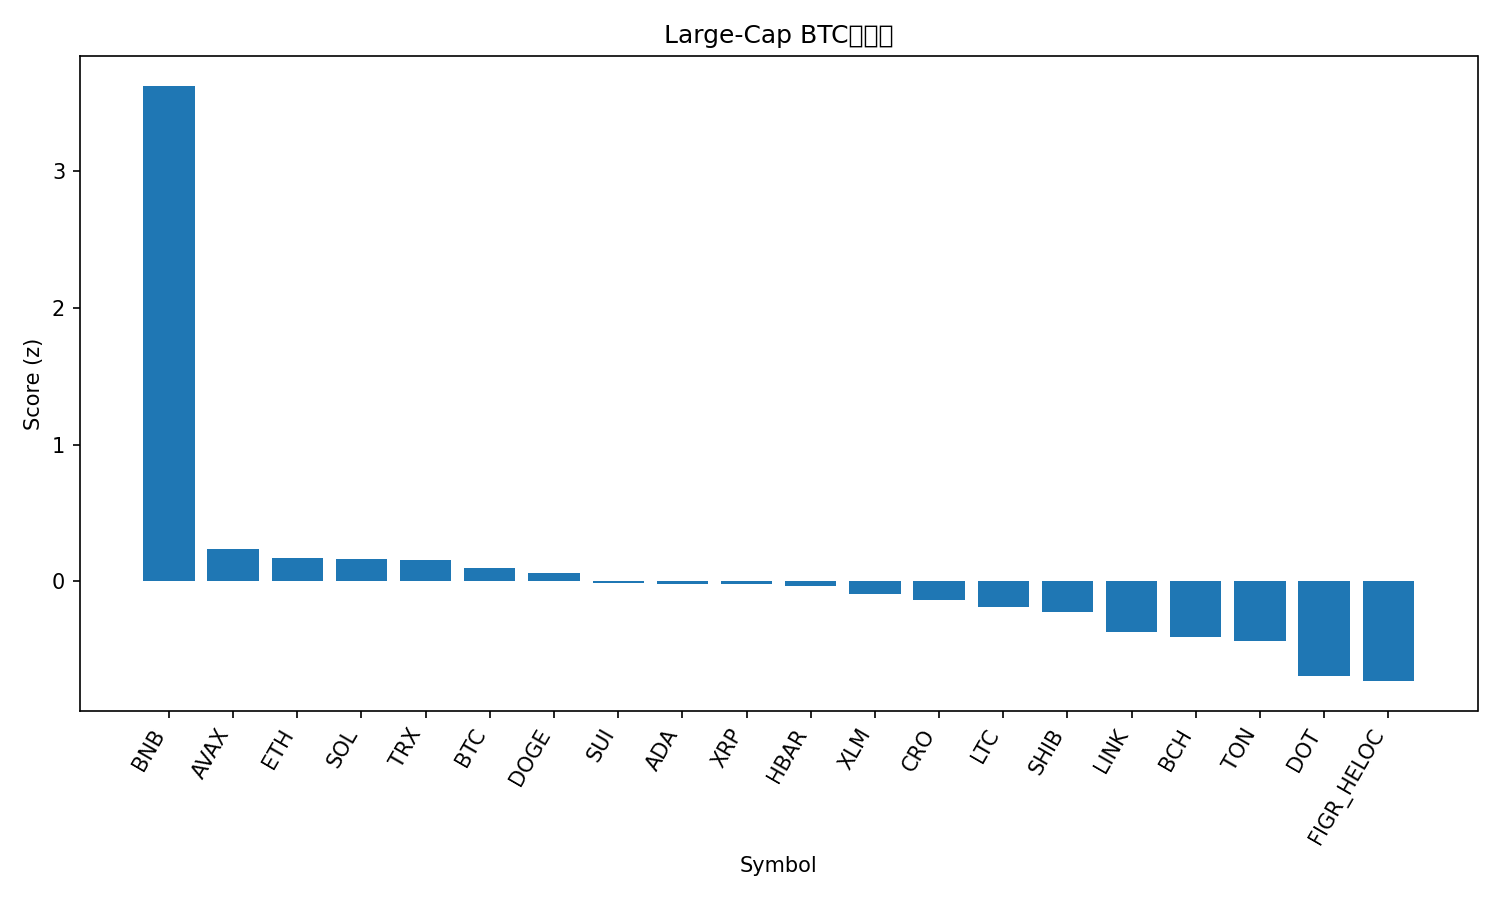 Large-Cap BTC
Score (z)
3
2
1
0
BNB
AVAX
ETH
SOL
TRX
BTC
DOGE
SUI
ADA
XRP
HBAR
XLM
CRO
LTC
SHIB
LINK
BCH
TON
DOT
FIGR_HELOC
Symbol